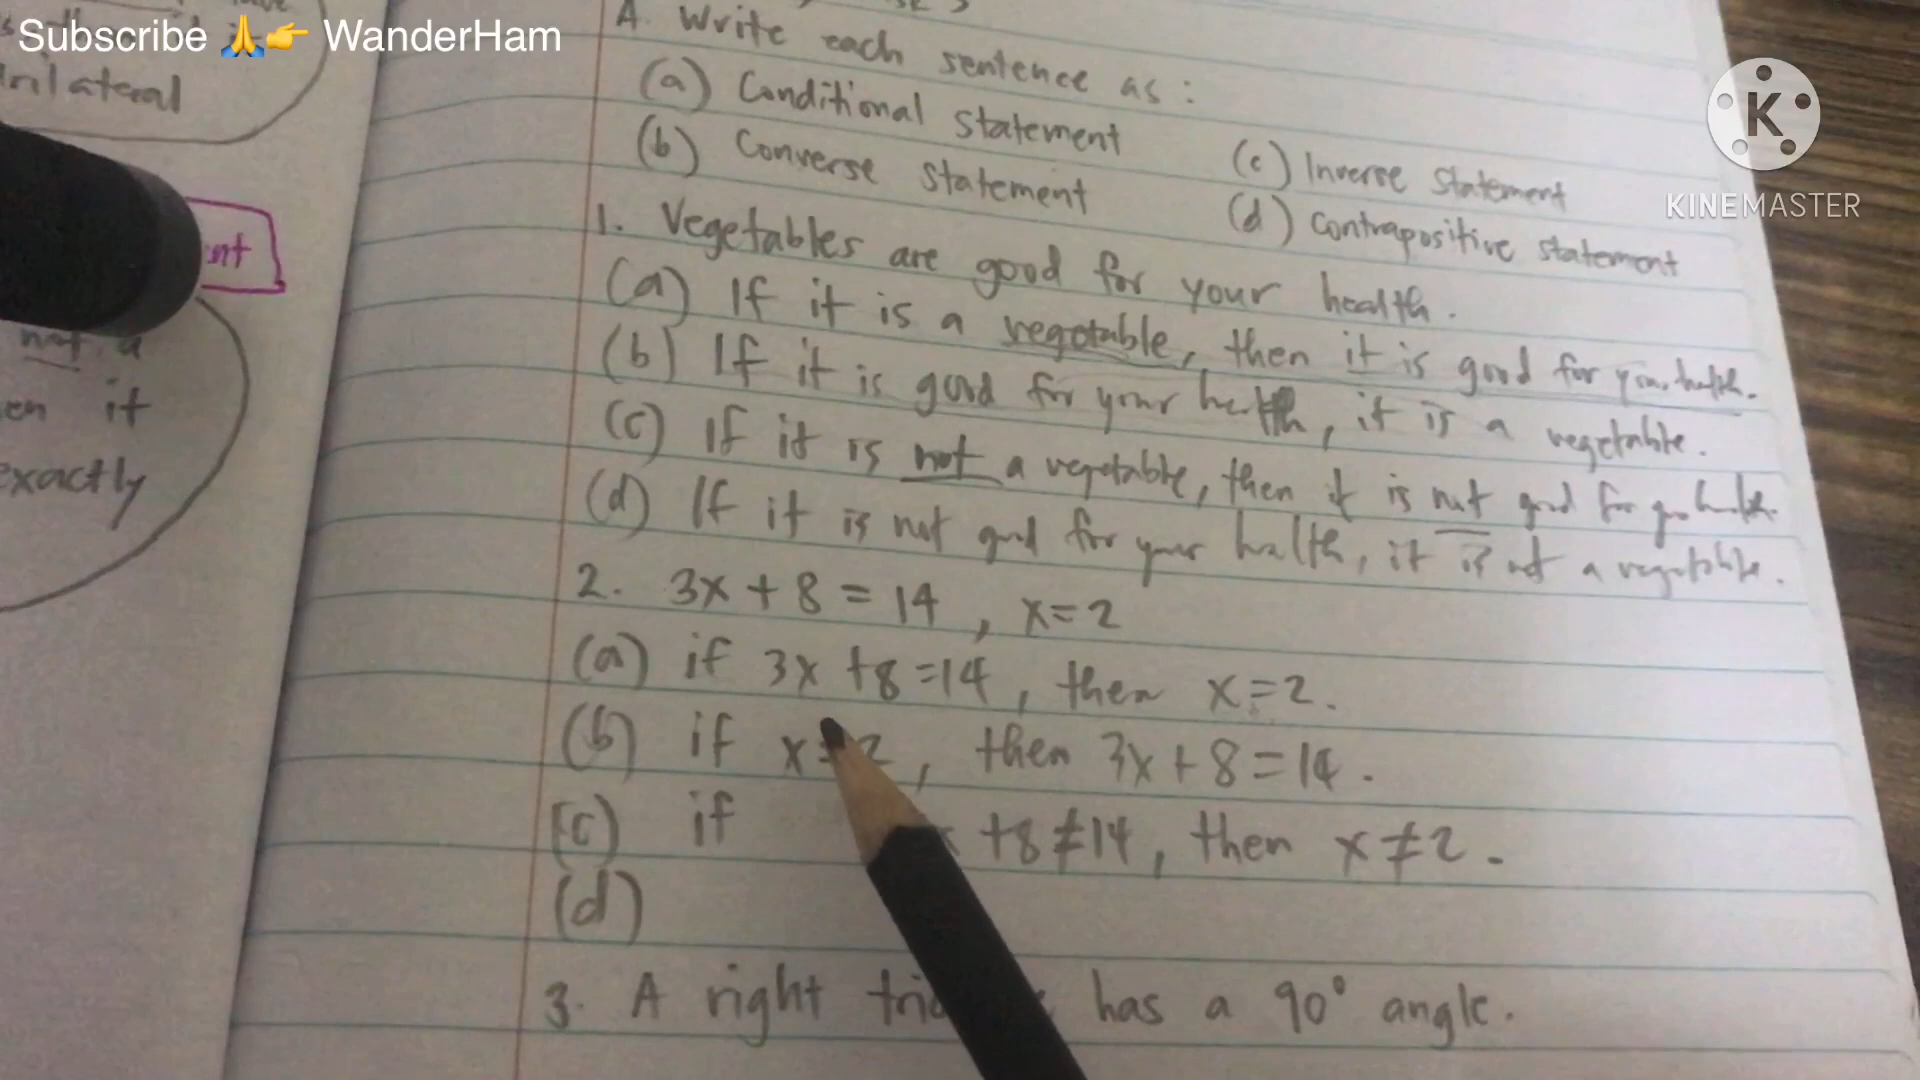 Subscribe 🙏👉 WanderHam
rilateral
nt
not a
en it
exactly
A. Write each sentence as:
(a) Conditional statement
(b) Converse statement
(c) Inverse statement
(d) Contrapositive statement
1. Vegetables are good for your health.
(a) If it is a vegetable, then it is good for your health.
(b) If it is good for your health, it is a vegetable.
(c) If it is not a vegetable, then it is not good for
(d) If it is not good for your health, it is not a vegetable.
2. 3x + 8 = 14, x = 2
(a) if 3x + 8 = 14, then x = 2.
(b) if x = 2, then 3x + 8 = 14.
(c) if + 8 ≠ 14, then x ≠ 2.
(d)
3. A right tri has a 90° angle.
K
KINEMASTER